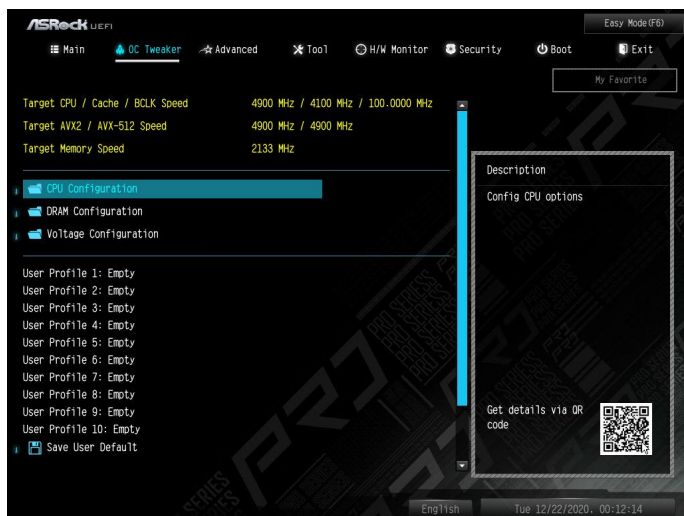 ASRock UEFI
Easy Mode(F6)
Main OC Tweaker Advanced Tool H/W Monitor Security Boot Exit
My Favorite
Target CPU / Cache / BCLK Speed 4900 MHz / 4100 MHz / 100.0000 MHz
Target AVX2 / AVX-512 Speed 4900 MHz / 4900 MHz
Target Memory Speed 2133 MHz
CPU Configuration
DRAM Configuration
Voltage Configuration
User Profile 1: Empty
User Profile 2: Empty
User Profile 3: Empty
User Profile 4: Empty
User Profile 5: Empty
User Profile 6: Empty
User Profile 7: Empty
User Profile 8: Empty
User Profile 9: Empty
User Profile 10: Empty
Save User Default
Description
Config CPU options
Get details via QR
code
English
Tue 12/22/2020. 00:12:14
PRO SERIES